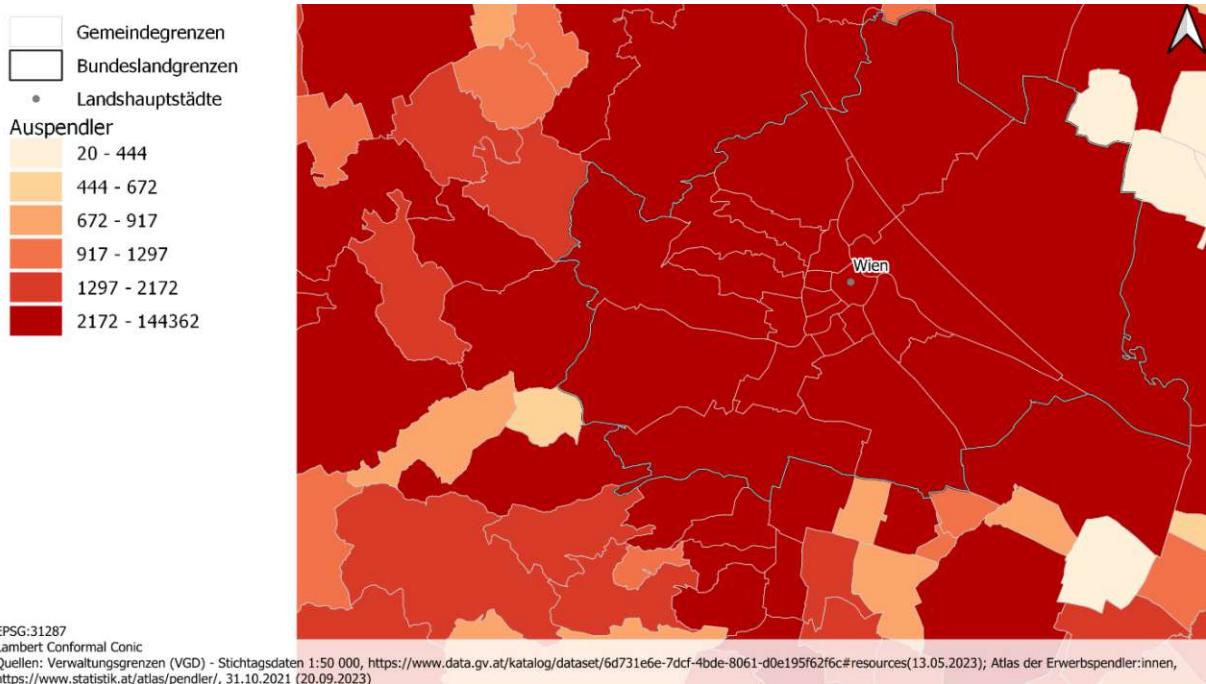 Gemeindegrenzen
Bundeslandgrenzen
Landshauptstädte
Auspendler
20 - 444
444 - 672
672 - 917
917 - 1297
1297 - 2172
2172 - 144362
Wien
EPSG:31287
Lambert Conformal Conic
Quellen: Verwaltungsgrenzen (VGD) - Stichtagsdaten 1:50 000, https://www.data.gv.at/katalog/dataset/6d731e6e-7dcf-4bde-8061-d0e195f62f6c#resources(13.05.2023); Atlas der Erwerbspendler:innen,
https://www.statistik.at/atlas/pendler/, 31.10.2021 (20.09.2023)